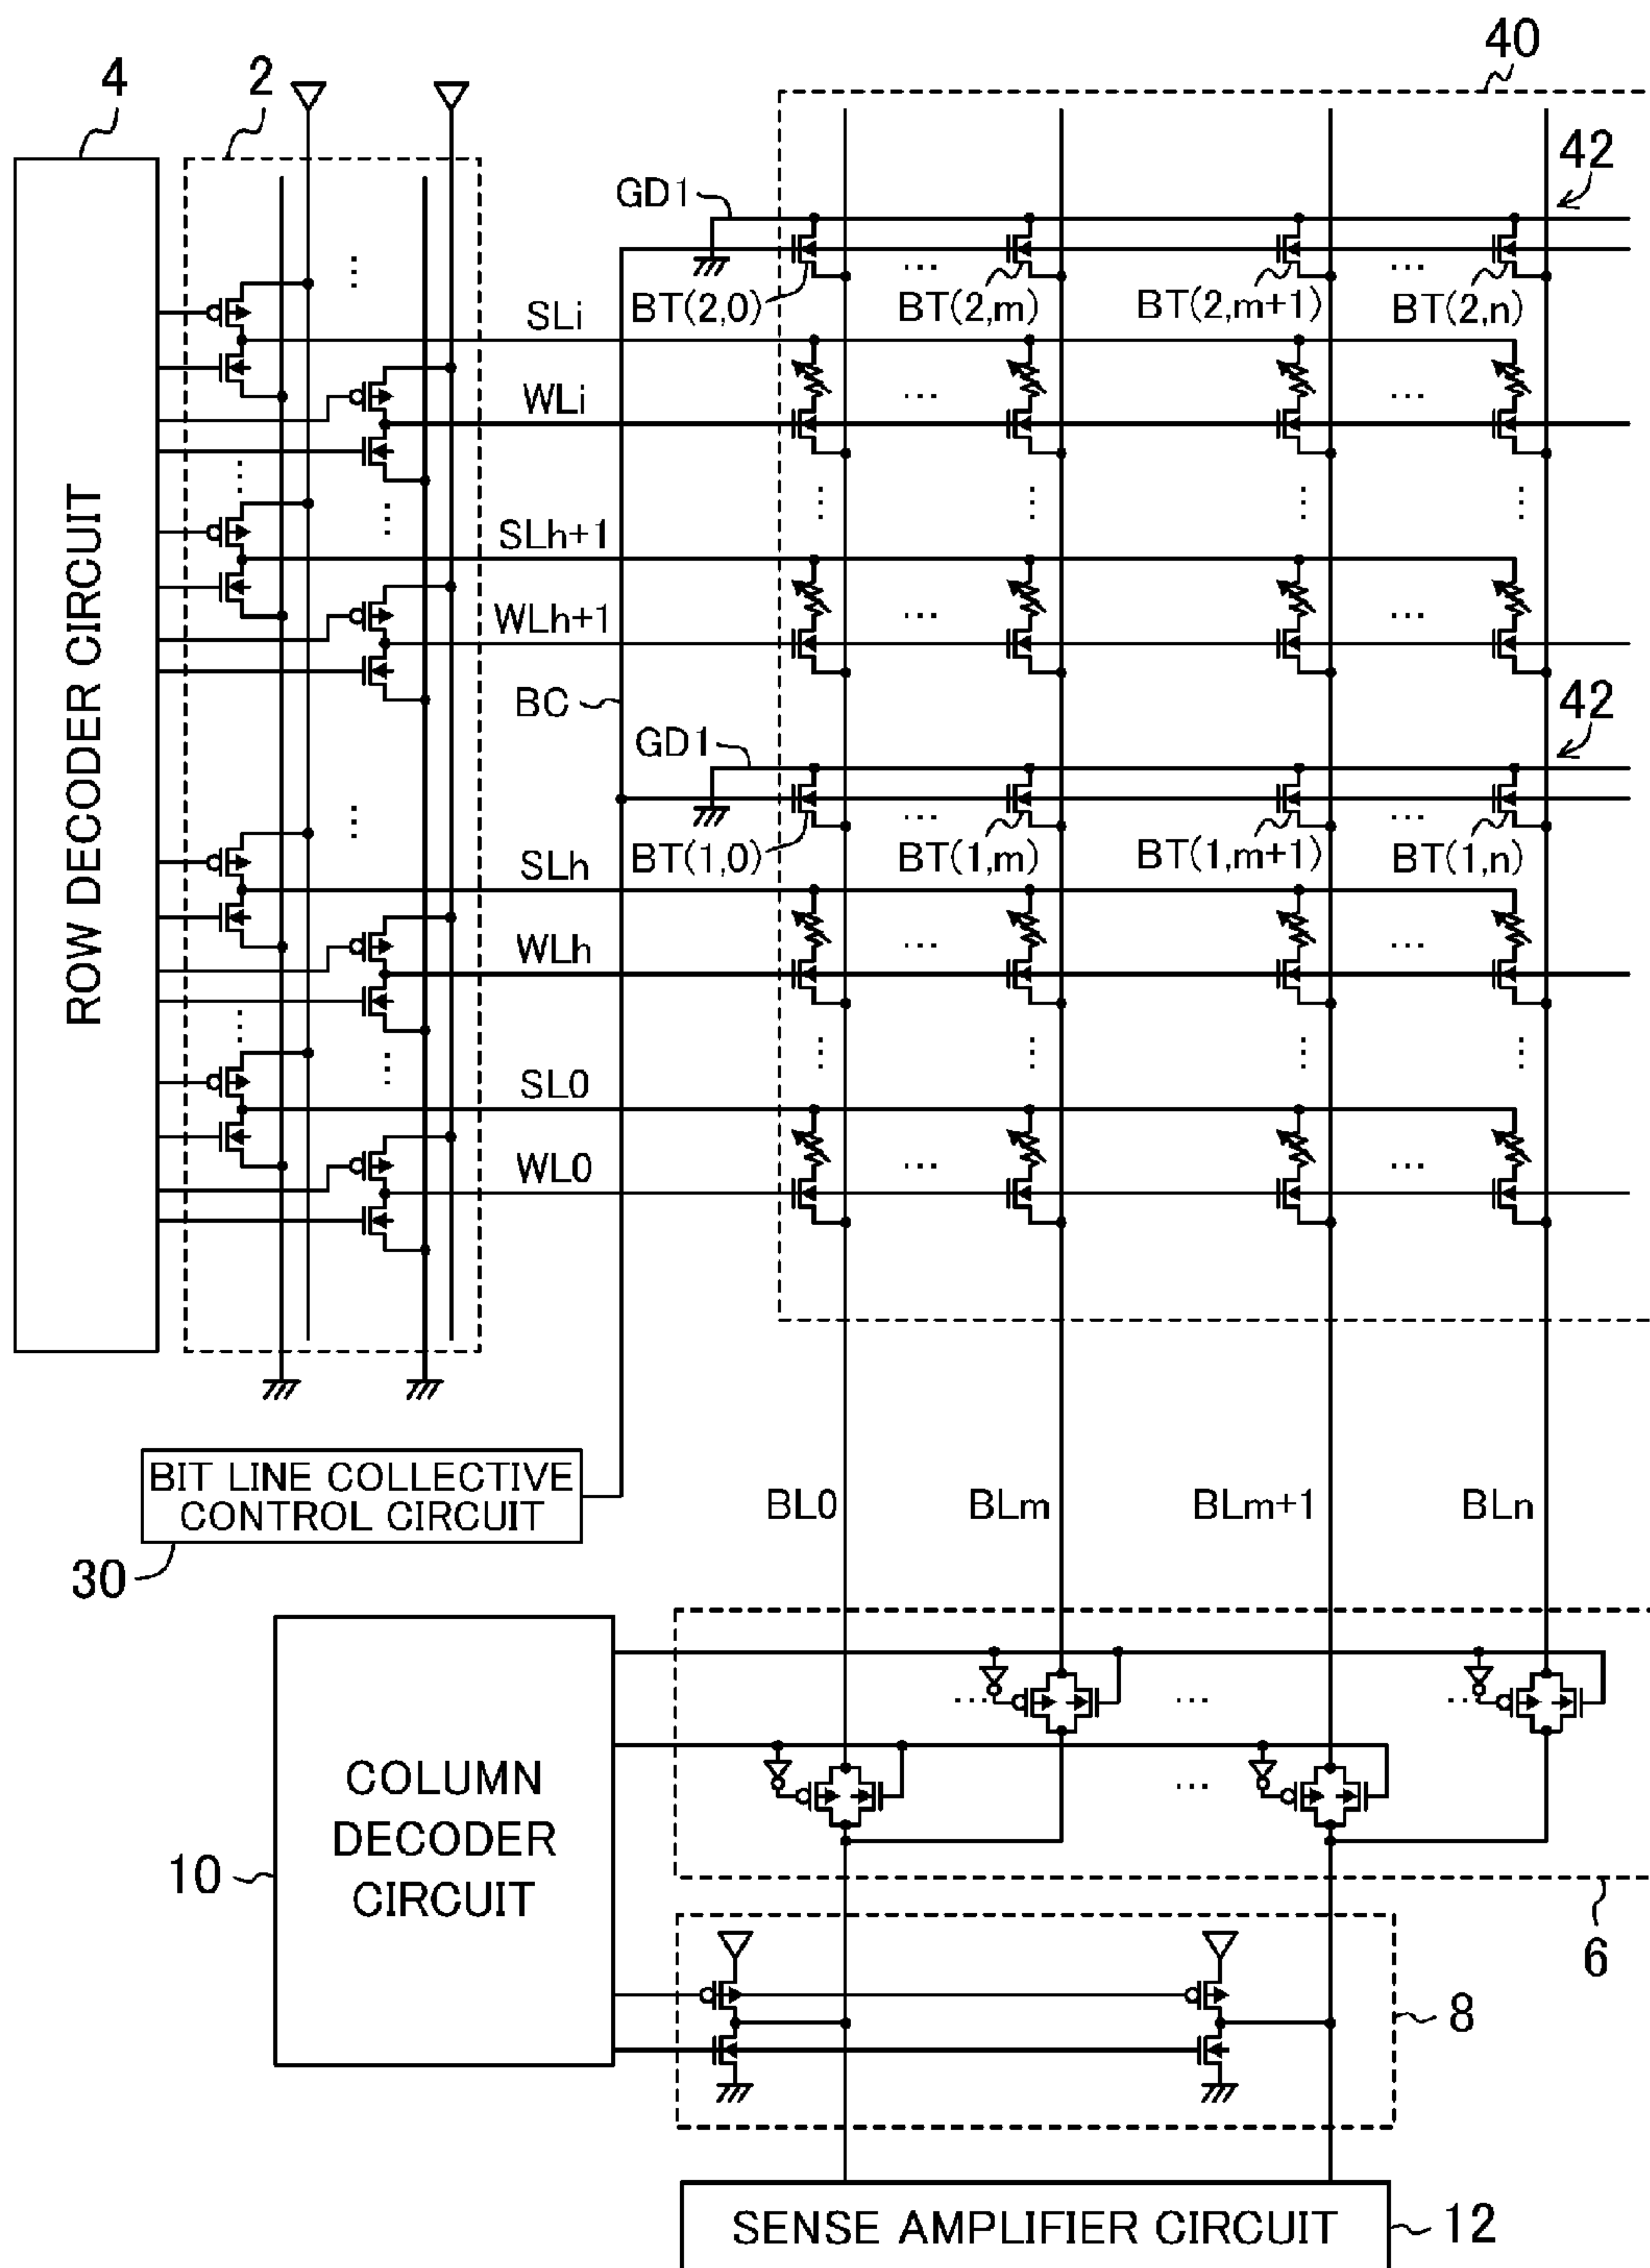 40
4
2
42
GD1
BT(2,0)
...
BT(2,m)
BT(2,m+1)
...
BT(2,n)
SLi
WLi
...
...
SLh+1
WLh+1
...
...
BC
42
GD1
BT(1,0)
...
BT(1,m)
BT(1,m+1)
...
BT(1,n)
SLh
WLh
...
...
SL0
WL0
...
...
ROW DECODER CIRCUIT
BIT LINE COLLECTIVE
CONTROL CIRCUIT
30
BL0
BLm
BLm+1
BLn
...
...
...
...
COLUMN
DECODER
CIRCUIT
10
6
8
SENSE AMPLIFIER CIRCUIT
12